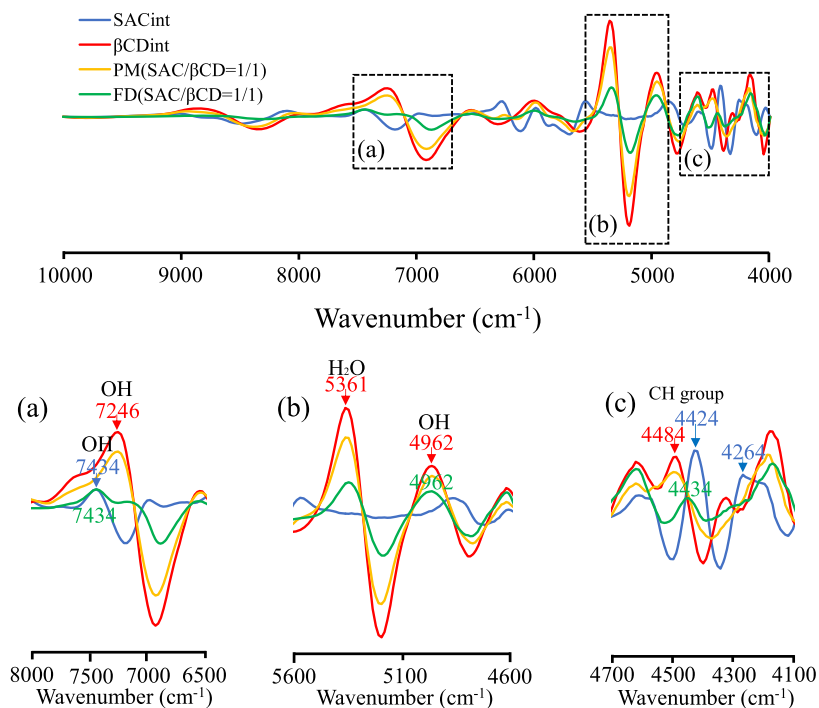 SACint
βCDint
PM(SAC/βCD=1/1)
FD(SAC/βCD=1/1)
(a)
(b)
(c)
10000 9000 8000 7000 6000 5000 4000
Wavenumber (cm⁻¹)
(a)
OH
7246
OH
7434
7434
8000 7500 7000 6500
Wavenumber (cm⁻¹)
(b)
H₂O
5361
OH
4962
4962
5600 5100 4600
Wavenumber (cm⁻¹)
(c)
CH group
4424
4484
4264
4434
4700 4500 4300 4100
Wavenumber (cm⁻¹)